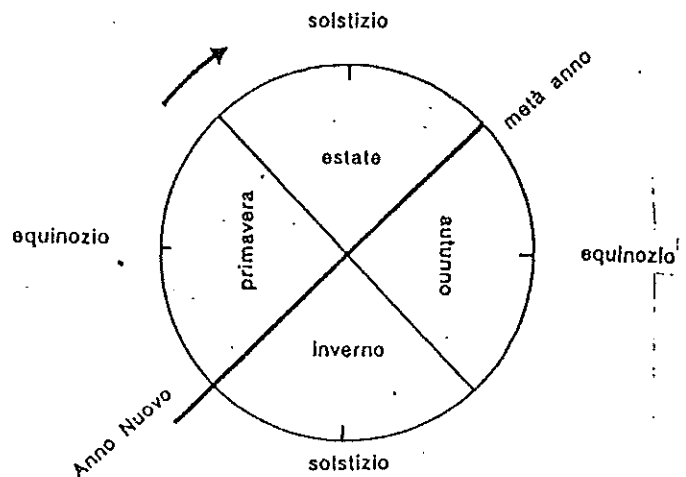 solstizio
metà anno
estate
equinozio
primavera
autunno
equinozio
inverno
Anno Nuovo
solstizio